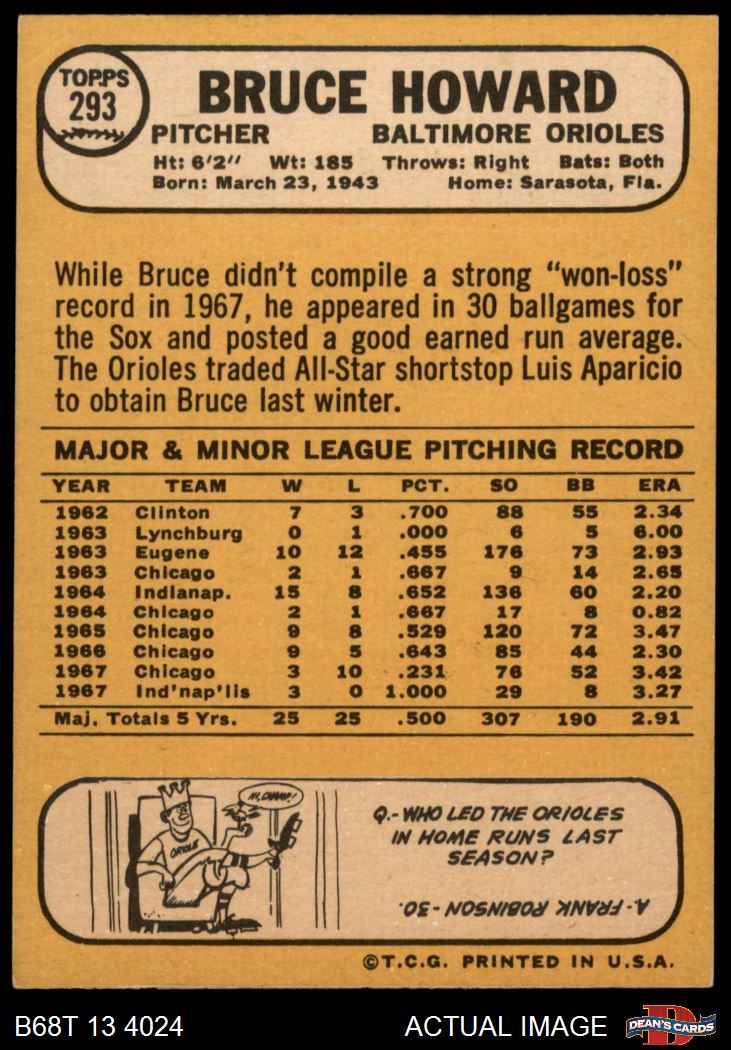 TOPPS
293
BRUCE HOWARD
PITCHER BALTIMORE ORIOLES
Ht: 6'2" Wt: 185 Throws: Right Bats: Both
Born: March 23, 1943 Home: Sarasota, Fla.
While Bruce didn't compile a strong "won-loss"
record in 1967, he appeared in 30 ballgames for
the Sox and posted a good earned run average.
The Orioles traded All-Star shortstop Luis Aparicio
to obtain Bruce last winter.
MAJOR & MINOR LEAGUE PITCHING RECORD
YEAR TEAM W L PCT. SO BB ERA
1962 Clinton 7 3 .700 88 55 2.34
1963 Lynchburg 0 1 .000 6 5 6.00
1963 Eugene 10 12 .455 176 73 2.93
1963 Chicago 2 1 .667 9 14 2.65
1964 Indianap. 15 8 .652 136 60 2.20
1964 Chicago 2 1 .667 17 8 0.82
1965 Chicago 9 8 .529 120 72 3.47
1966 Chicago 9 5 .643 85 44 2.30
1967 Chicago 3 10 .231 76 52 3.42
1967 Ind'nap'lis 3 0 1.000 29 8 3.27
Maj. Totals 5 Yrs. 25 25 .500 307 190 2.91
HI, CHAMP!
ORIOLE
Q.- WHO LED THE ORIOLES
IN HOME RUNS LAST
SEASON?
A.- FRANK ROBINSON - 30.
©T.C.G. PRINTED IN U.S.A.
B68T 13 4024 ACTUAL IMAGE
D
DEAN'S CARDS